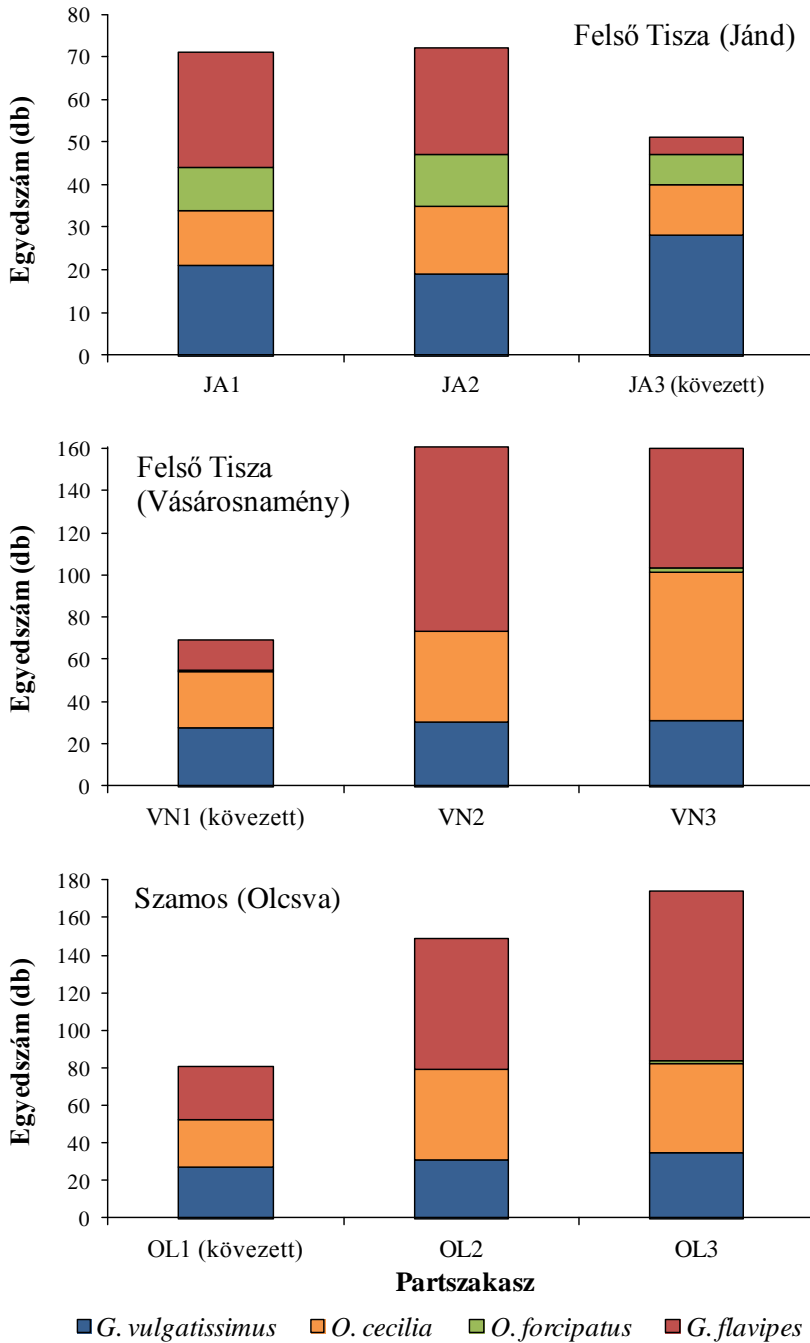 Felső Tisza (Jánd)
Egyedszám (db)
80
70
60
50
40
30
20
10
0
JA1 JA2 JA3 (kövezett)
Felső Tisza
(Vásárosnamény)
Egyedszám (db)
160
140
120
100
80
60
40
20
0
VN1 (kövezett) VN2 VN3
Szamos (Olcsva)
Egyedszám (db)
180
160
140
120
100
80
60
40
20
0
OL1 (kövezett) OL2 OL3
Partszakasz
G. vulgatissimus O. cecilia O. forcipatus G. flavipes